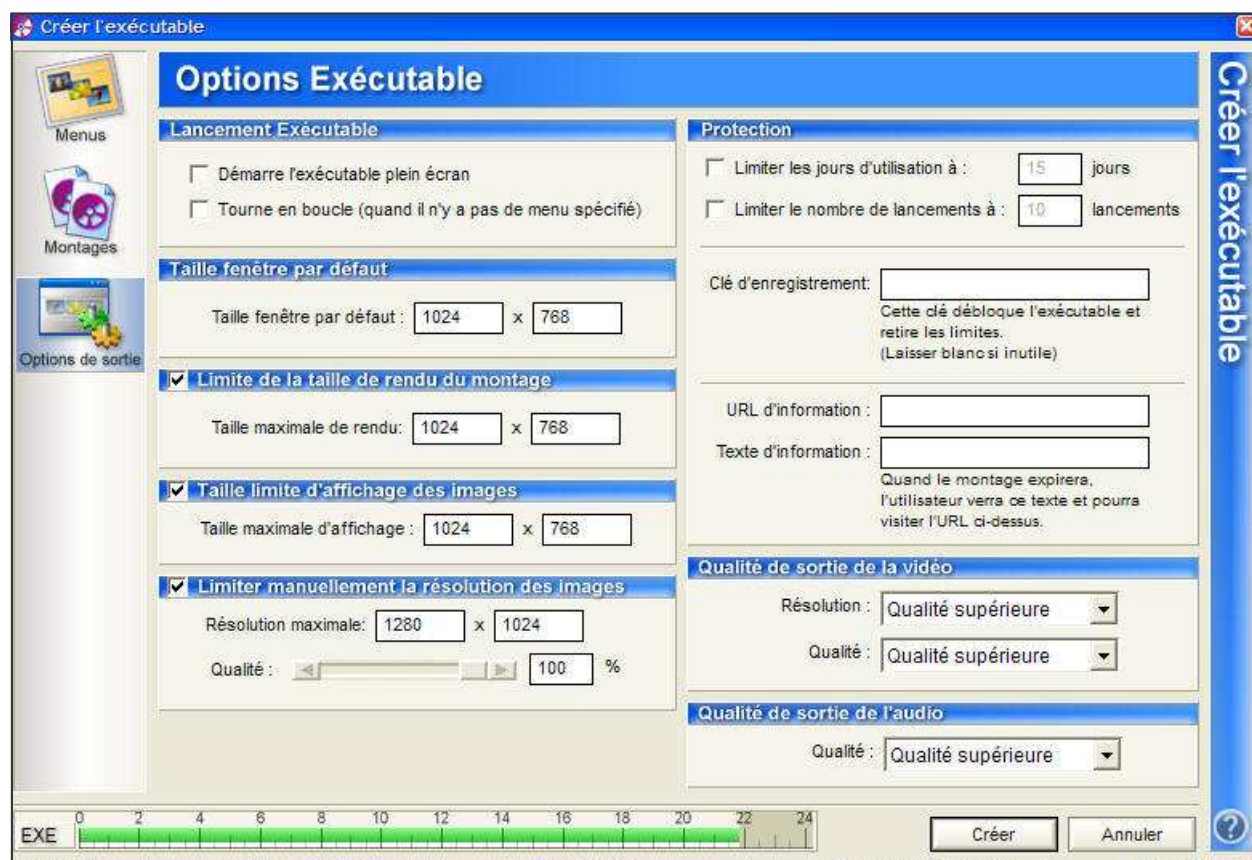 Créer l'exécutable
Menus
Montages
Options de sortie
Options Exécutable
Lancement Exécutable
Démarre l'exécutable plein écran
Tourne en boucle (quand il n'y a pas de menu spécifié)
Taille fenêtre par défaut
Taille fenêtre par défaut : 1024 x 768
Limite de la taille de rendu du montage
Taille maximale de rendu: 1024 x 768
Taille limite d'affichage des images
Taille maximale d'affichage : 1024 x 768
Limiter manuellement la résolution des images
Résolution maximale: 1280 x 1024
Qualité : 100 %
Protection
Limiter les jours d'utilisation à : 15 jours
Limiter le nombre de lancements à : 10 lancements
Clé d'enregistrement:
Cette clé débloque l'exécutable et
retire les limites.
(Laisser blanc si inutile)
URL d'information :
Texte d'information :
Quand le montage expirera,
l'utilisateur verra ce texte et pourra
visiter l'URL ci-dessus.
Qualité de sortie de la vidéo
Résolution : Qualité supérieure
Qualité : Qualité supérieure
Qualité de sortie de l'audio
Qualité : Qualité supérieure
Créer l'exécutable
0 2 4 6 8 10 12 14 16 18 20 22 24
EXE
Créer
Annuler
?